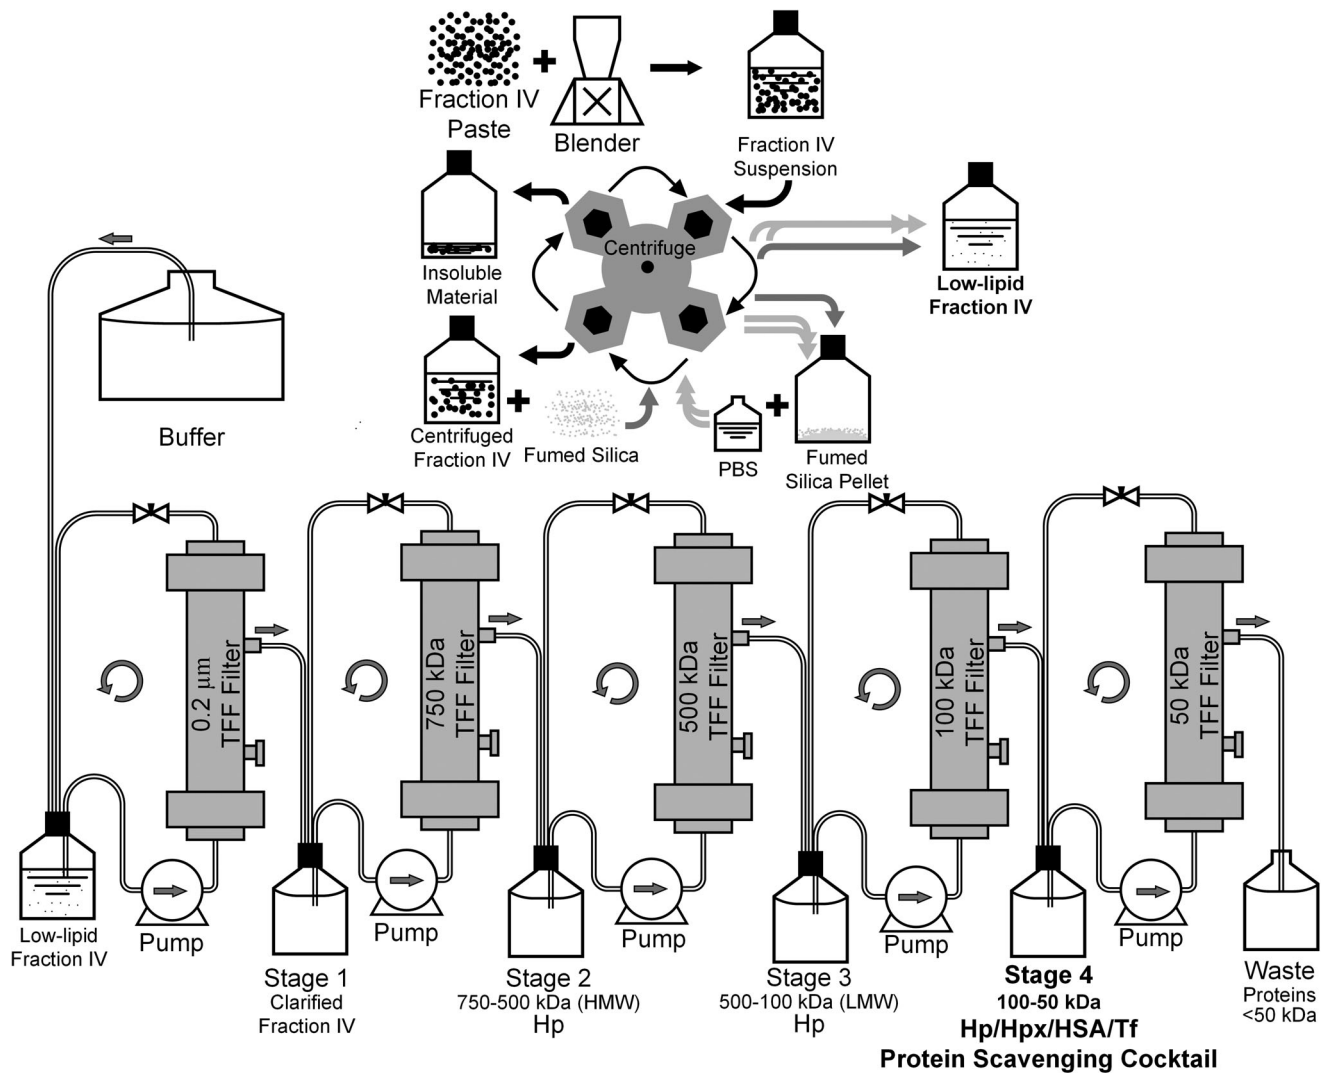 Fraction IV
Paste
Blender
Fraction IV
Suspension
Insoluble
Material
Centrifuge
Low-lipid
Fraction IV
Centrifuged
Fraction IV
Fumed Silica
PBS
Fumed
Silica Pellet
Buffer
0.2 µm
TFF Filter
750 kDa
TFF Filter
500 kDa
TFF Filter
100 kDa
TFF Filter
50 kDa
TFF Filter
Low-lipid
Fraction IV
Pump
Stage 1
Clarified
Fraction IV
Pump
Stage 2
750-500 kDa (HMW)
Hp
Pump
Stage 3
500-100 kDa (LMW)
Hp
Pump
Stage 4
100-50 kDa
Hp/Hpx/HSA/Tf
Protein Scavenging Cocktail
Pump
Waste
Proteins
<50 kDa